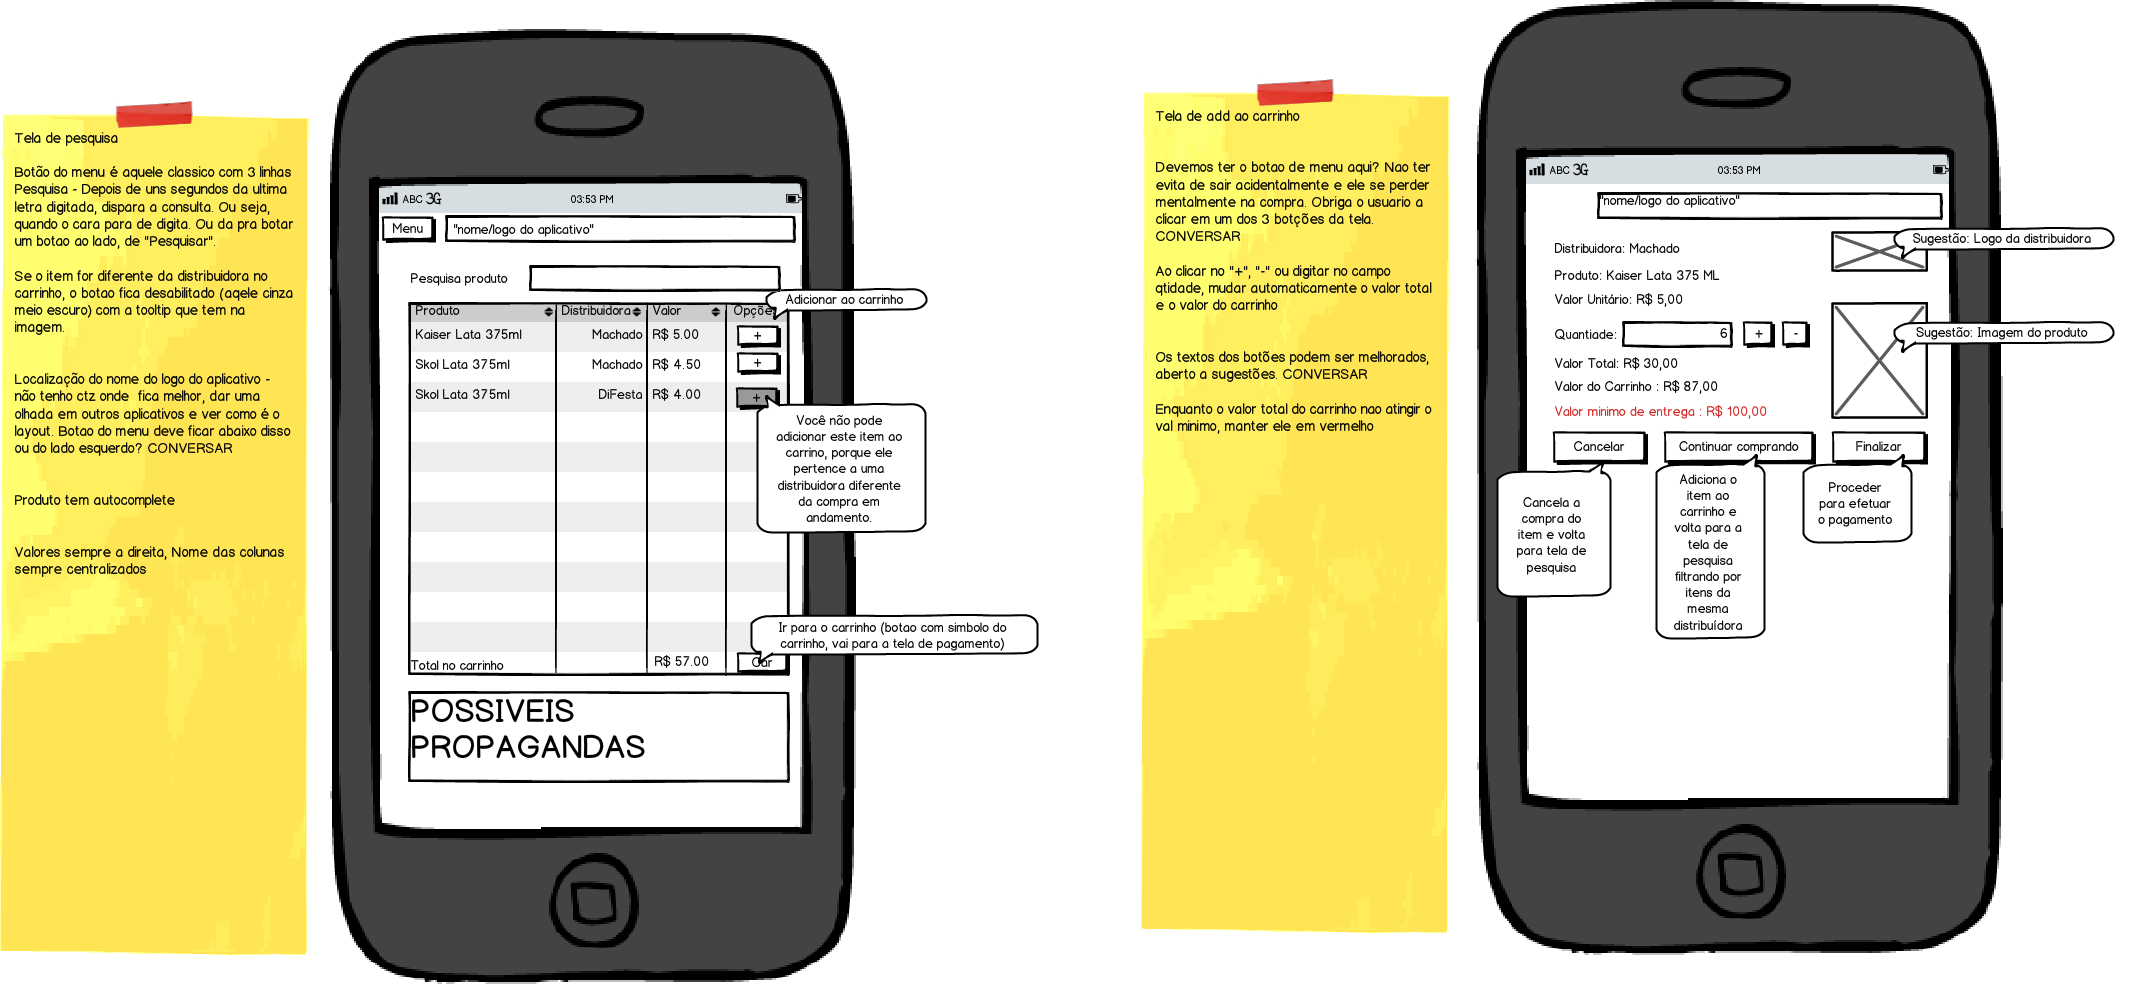 Tela de pesquisa
Botão do menu é aquele classico com 3 linhas
Pesquisa - Depois de uns segundos da ultima
letra digitada, dispara a consulta. Ou seja,
quando o cara para de digita. Ou da pra botar
um botao ao lado, de "Pesquisar".
Se o item for diferente da distribuidora no
carrinho, o botao fica desabilitado (aqele cinza
meio escuro) com a tooltip que tem na
imagem.
Localização do nome do logo do aplicativo -
não tenho ctz onde  fica melhor, dar uma
olhada em outros aplicativos e ver como é o
layout. Botao do menu deve ficar abaixo disso
ou do lado esquerdo? CONVERSAR
Produto tem autocomplete
Valores sempre a direita, Nome das colunas
sempre centralizados
ABC 3G 03:53 PM
Menu "nome/logo do aplicativo"
Pesquisa produto
Adicionar ao carrinho
Produto Distribuidora Valor Opções
Kaiser Lata 375ml Machado R$ 5.00 +
Skol Lata 375ml Machado R$ 4.50 +
Skol Lata 375ml DiFesta R$ 4.00 +
Você não pode
adicionar este item ao
carrino, porque ele
pertence a uma
distribuidora diferente
da compra em
andamento.
Ir para o carrinho (botao com simbolo do
carrinho, vai para a tela de pagamento)
Total no carrinho R$ 57.00 Car
POSSIVEIS
PROPAGANDAS
Tela de add ao carrinho
Devemos ter o botao de menu aqui? Nao ter
evita de sair acidentalmente e ele se perder
mentalmente na compra. Obriga o usuario a
clicar em um dos 3 botções da tela.
CONVERSAR
Ao clicar no "+", "-" ou digitar no campo
qtidade, mudar automaticamente o valor total
e o valor do carrinho
Os textos dos botões podem ser melhorados,
aberto a sugestões. CONVERSAR
Enquanto o valor total do carrinho nao atingir o
val minimo, manter ele em vermelho
ABC 3G 03:53 PM
"nome/logo do aplicativo"
Distribuidora: Machado
Sugestão: Logo da distribuidora
Produto: Kaiser Lata 375 ML
Valor Unitário: R$ 5,00
Quantiade: 6 + -
Sugestão: Imagem do produto
Valor Total: R$ 30,00
Valor do Carrinho : R$ 87,00
Valor minimo de entrega : R$ 100,00
Cancelar Continuar comprando Finalizar
Cancela a
compra do
item e volta
para tela de
pesquisa
Adiciona o
item ao
carrinho e
volta para a
tela de
pesquisa
filtrando por
itens da
mesma
distribuídora
Proceder
para efetuar
o pagamento